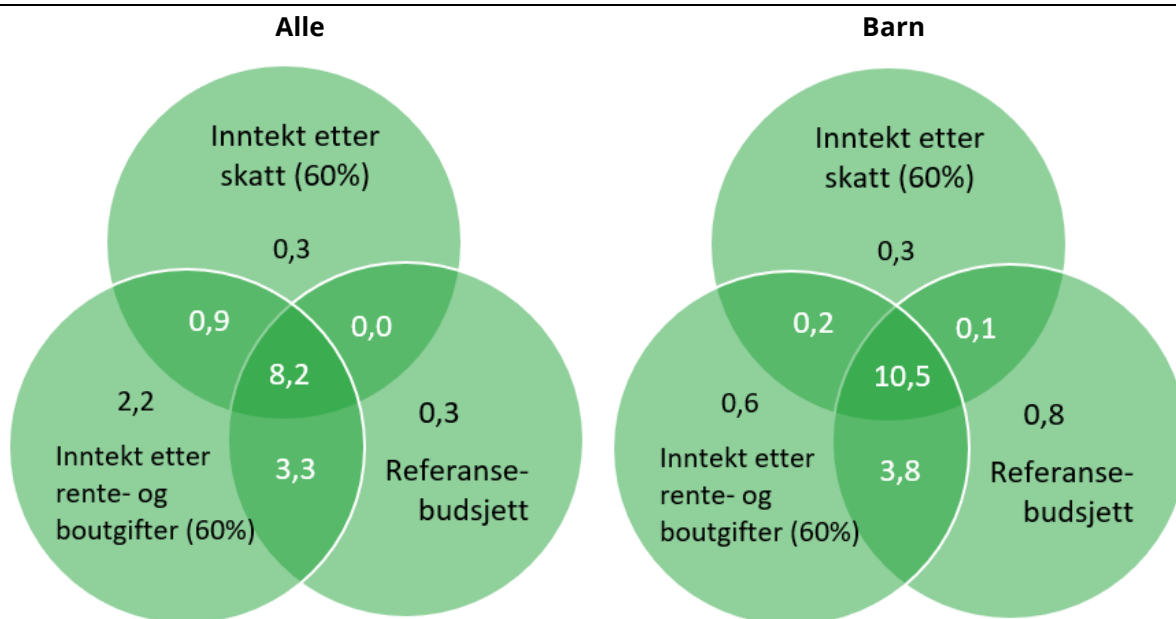 Alle
Inntekt etter
skatt (60%)
0,3
0,9
0,0
8,2
2,2
0,3
Inntekt etter
rente- og
boutgifter (60%)
3,3
Referanse-
budsjett
Barn
Inntekt etter
skatt (60%)
0,3
0,2
0,1
10,5
0,6
0,8
Inntekt etter
rente- og
boutgifter (60%)
3,8
Referanse-
budsjett